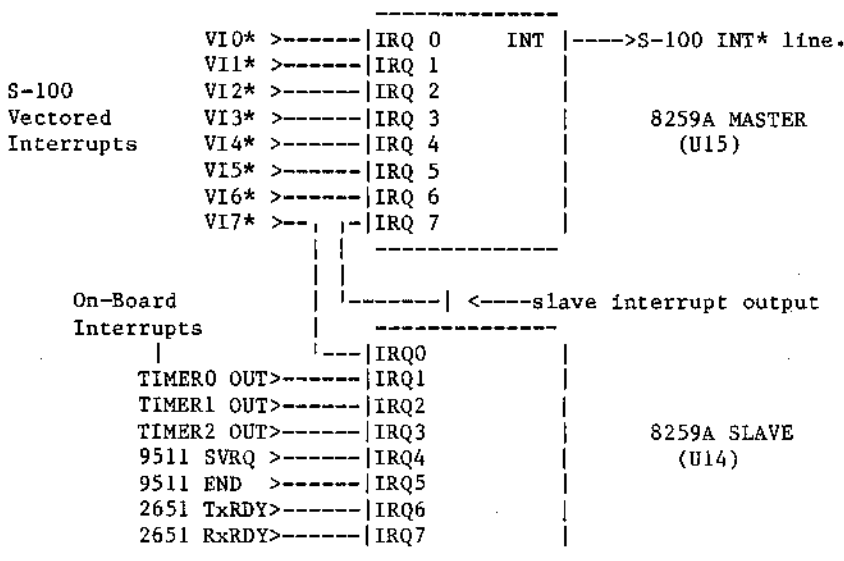 VI0* >------|IRQ 0 INT |---->S-100 INT* line.
VI1* >------|IRQ 1
S-100 VI2* >------|IRQ 2
Vectored VI3* >------|IRQ 3 8259A MASTER
Interrupts VI4* >------|IRQ 4 (U15)
VI5* >------|IRQ 5
VI6* >------|IRQ 6
VI7* >-- |-|IRQ 7
On-Board |-------| <----slave interrupt output
Interrupts
|---|IRQ0
TIMER0 OUT>------|IRQ1
TIMER1 OUT>------|IRQ2
TIMER2 OUT>------|IRQ3 8259A SLAVE
9511 SVRQ >------|IRQ4 (U14)
9511 END >------|IRQ5
2651 TxRDY>------|IRQ6
2651 RxRDY>------|IRQ7